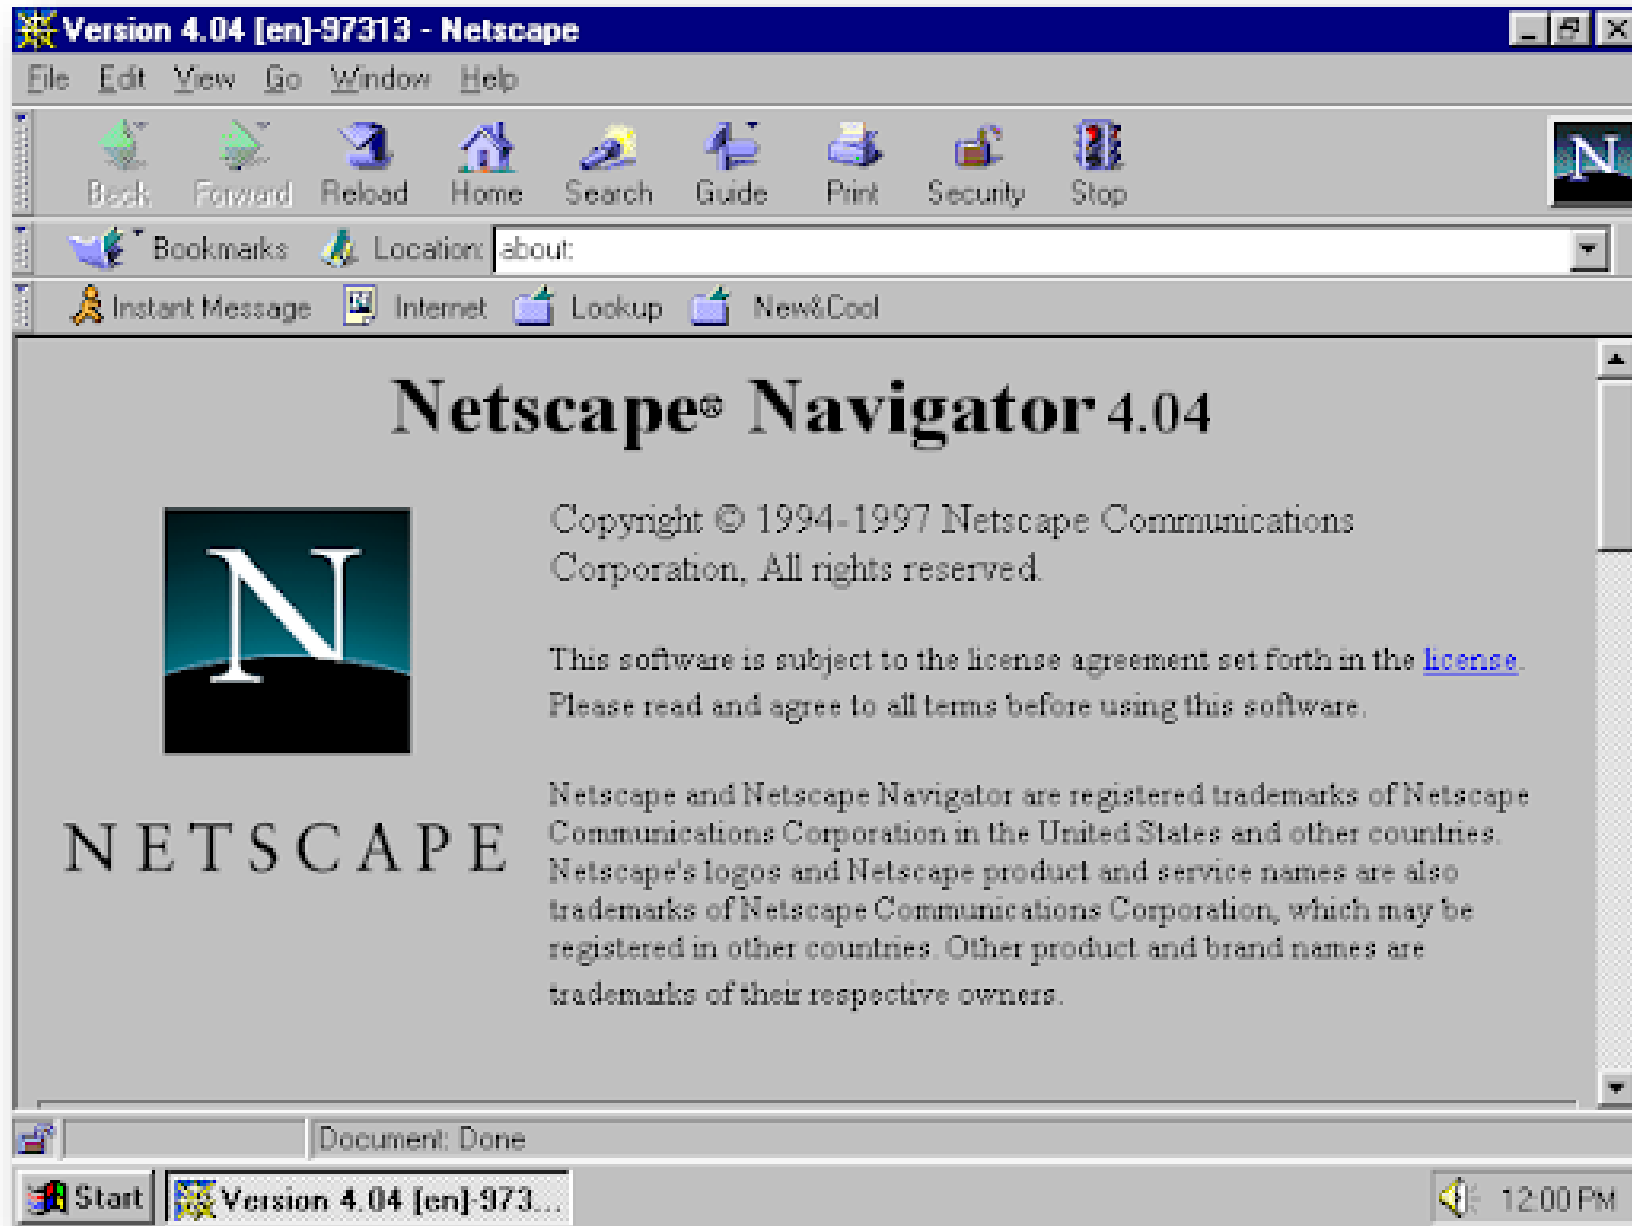 Version 4.04 [en]-97313 - Netscape
File Edit View Go Window Help
N
Back Forward Reload Home Search Guide Print Security Stop
Bookmarks Location: about:
Instant Message Internet Lookup New&Cool
Netscape® Navigator 4.04
N
NETSCAPE
Copyright © 1994-1997 Netscape Communications
Corporation, All rights reserved.
This software is subject to the license agreement set forth in the license.
Please read and agree to all terms before using this software.
Netscape and Netscape Navigator are registered trademarks of Netscape
Communications Corporation in the United States and other countries.
Netscape's logos and Netscape product and service names are also
trademarks of Netscape Communications Corporation, which may be
registered in other countries. Other product and brand names are
trademarks of their respective owners.
Document: Done
Start Version 4.04 [en]-973... 12:00 PM